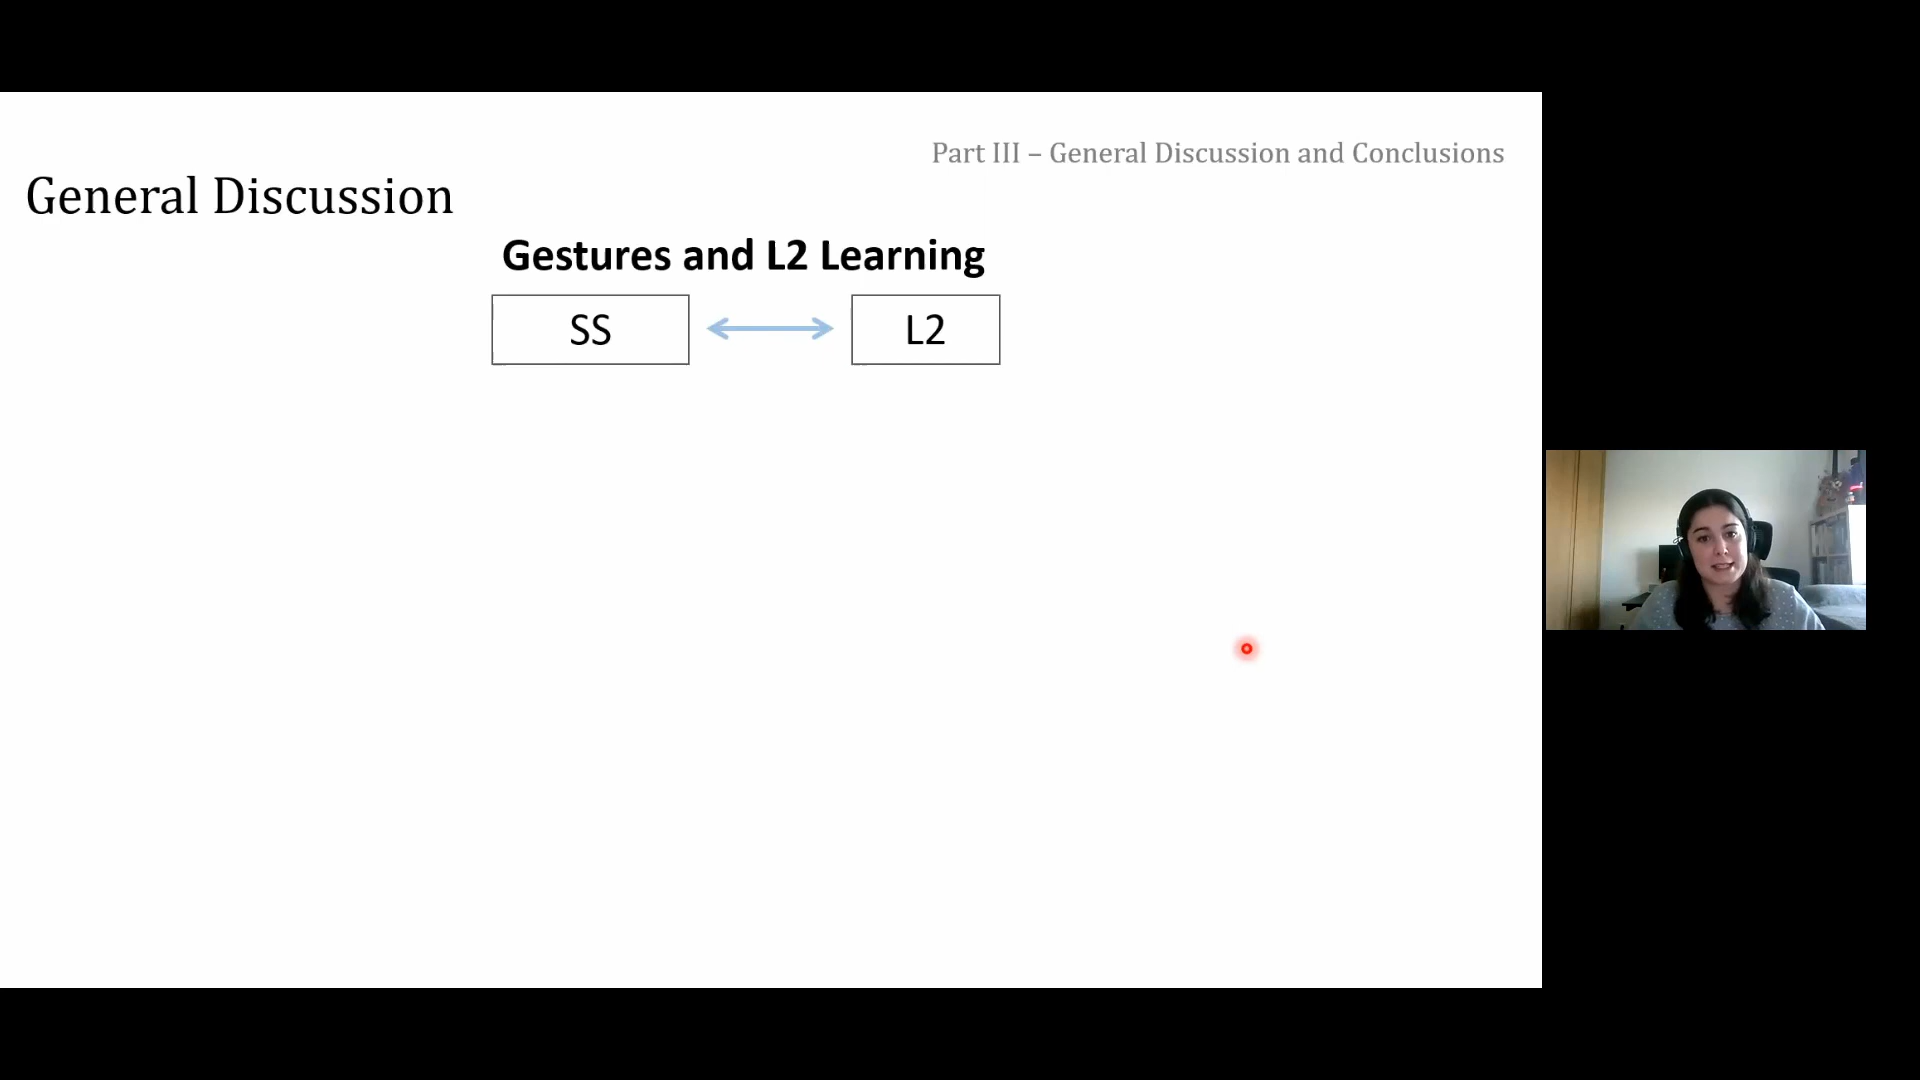 Part III – General Discussion and Conclusions
General Discussion
Gestures and L2 Learning
SS
L2